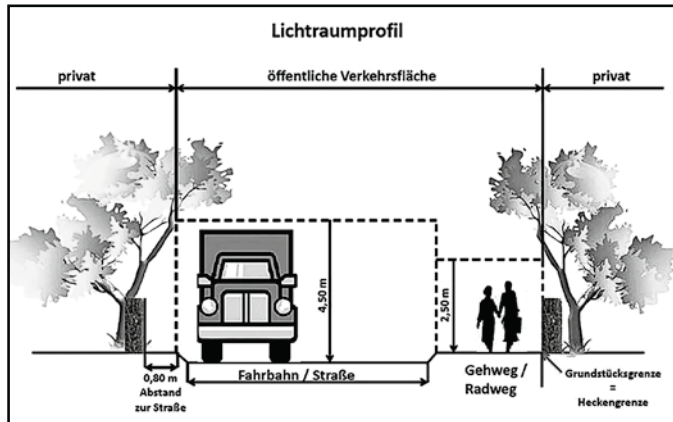 Lichtraumprofil
privat
öffentliche Verkehrsfläche
privat
4,50 m
2,50 m
0,80 m
Abstand
zur Straße
Fahrbahn / Straße
Gehweg /
Radweg
Grundstücksgrenze
=
Heckengrenze